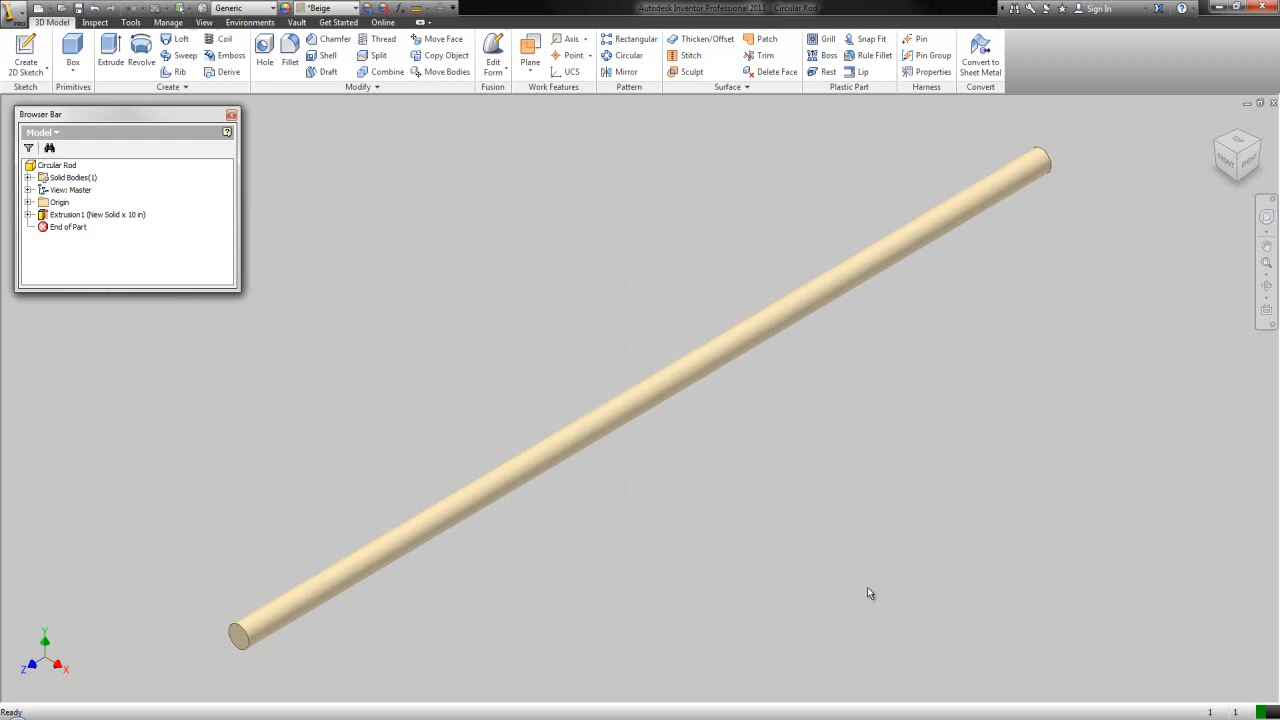 PRO
Generic
*Beige
Autodesk Inventor Professional 2013 Circular Rod
Sign In
3D Model Inspect Tools Manage View Environments Vault Get Started Online
Create
2D Sketch
Box
Extrude
Revolve
Loft
Sweep
Rib
Coil
Emboss
Derive
Hole
Fillet
Chamfer
Shell
Draft
Thread
Split
Combine
Move Face
Copy Object
Move Bodies
Edit
Form
Plane
Axis
Point
UCS
Rectangular
Circular
Mirror
Thicken/Offset
Stitch
Sculpt
Patch
Trim
Delete Face
Grill
Boss
Rest
Snap Fit
Rule Fillet
Lip
Pin
Pin Group
Properties
Convert to
Sheet Metal
Sketch Primitives Create Modify Fusion Work Features Pattern Surface Plastic Part Harness Convert
Browser Bar
Model
Circular Rod
Solid Bodies(1)
View: Master
Origin
Extrusion1 (New Solid x 10 in)
End of Part
TOP
FRONT
RIGHT
Y
Z
X
Ready
1 1